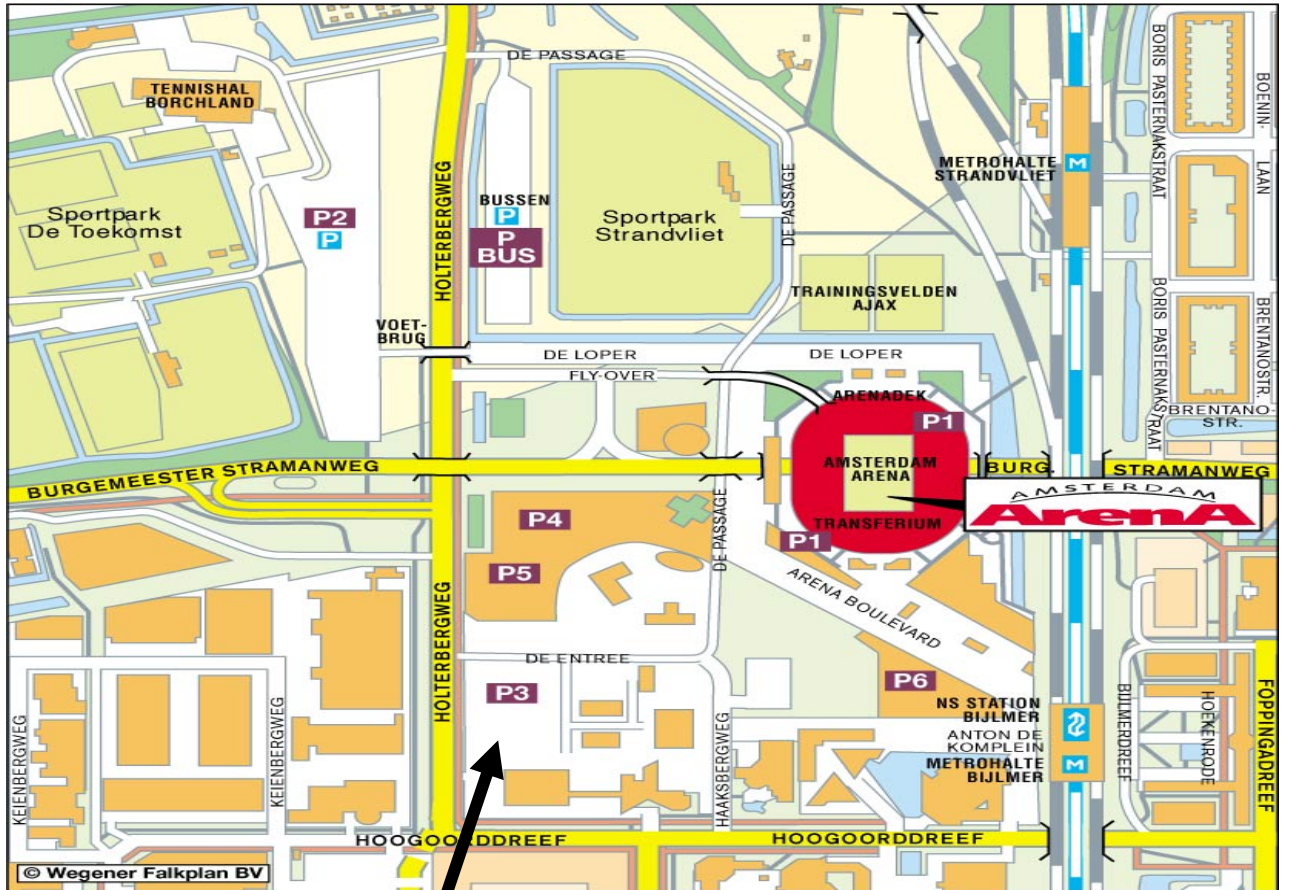 DE PASSAGE
TENNISHAL
BORCHLAND
BORIS PASTERNAKSTRAAT
BOENIN-
LAAN
METROHALTE
STRANDVLIET
M
HOLTERBERGWEG
BUSSEN
P
P
BUS
Sportpark
De Toekomst
P2
P
Sportpark
Strandvliet
DE PASSAGE
TRAININGSVELDEN
AJAX
BORIS PASTERNAKSTRAAT
BRENTANOSTR.
VOET-
BRUG
DE LOPER
DE LOPER
FLY-OVER
ARENADEK
P1
BRENTANO-
STR.
BURGEMEESTER STRAMANWEG
AMSTERDAM
ARENA
BURG.
STRAMANWEG
AMSTERDAM
ArenA
TRANSFERIUM
P1
P4
P5
DE PASSAGE
ARENA BOULEVARD
DE ENTREE
P3
P6
HOLTERBERGWEG
KEIENBERGWEG
KEIENBERGWEG
HAAKSBERGWEG
NS STATION
BIJLMER
ANTON DE
KOMPLEIN
METROHALTE
BIJLMER
M
BIJLMERDREEF
HOEKENRODE
FOPPINGADREEF
HOOGOORDDREEF
HOOGOORDDREEF
© Wegener Falkplan BV